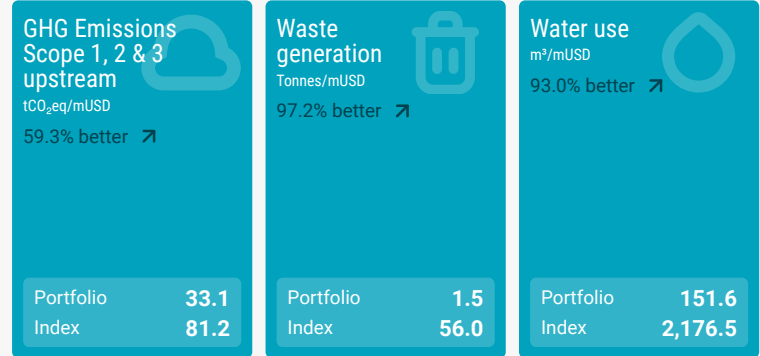 GHG Emissions
Scope 1, 2 & 3
upstream
tCO₂eq/mUSD
59.3% better
Portfolio 33.1
Index 81.2
Waste
generation
Tonnes/mUSD
97.2% better
Portfolio 1.5
Index 56.0
Water use
m³/mUSD
93.0% better
Portfolio 151.6
Index 2,176.5